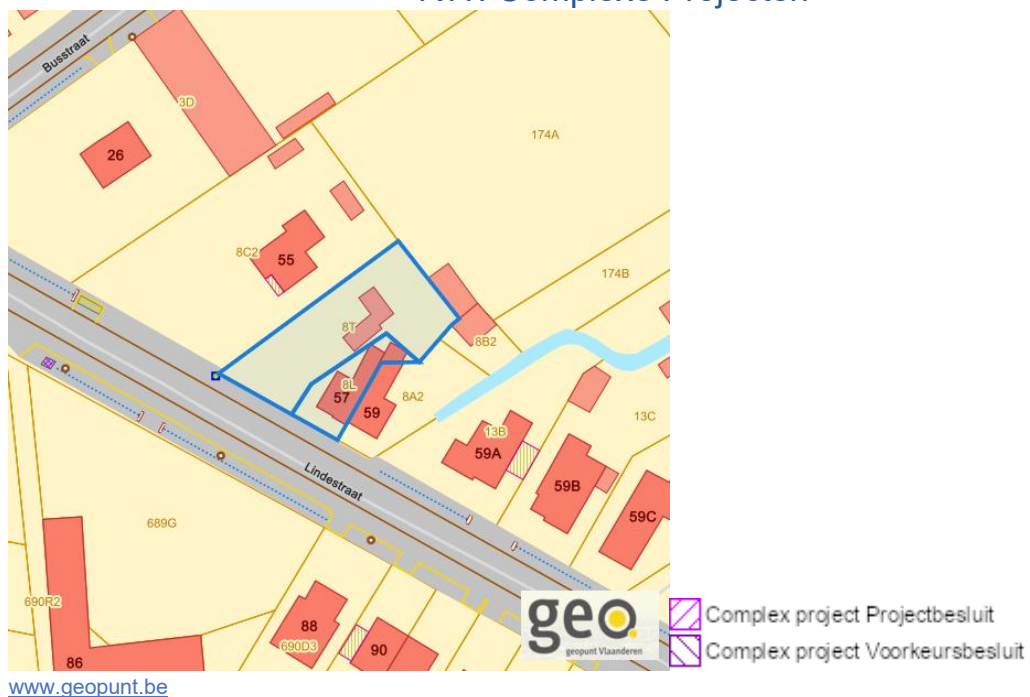 Busstraat
3D
26
174A
8C2
55
174B
8T
8B2
8L
57
59
8A2
13B
13C
59A
59B
59C
Lindestraat
689G
690R2
88
690D3
90
86
geo.
geopunt Vlaanderen
Complex project Projectbesluit
Complex project Voorkeursbesluit
www.geopunt.be